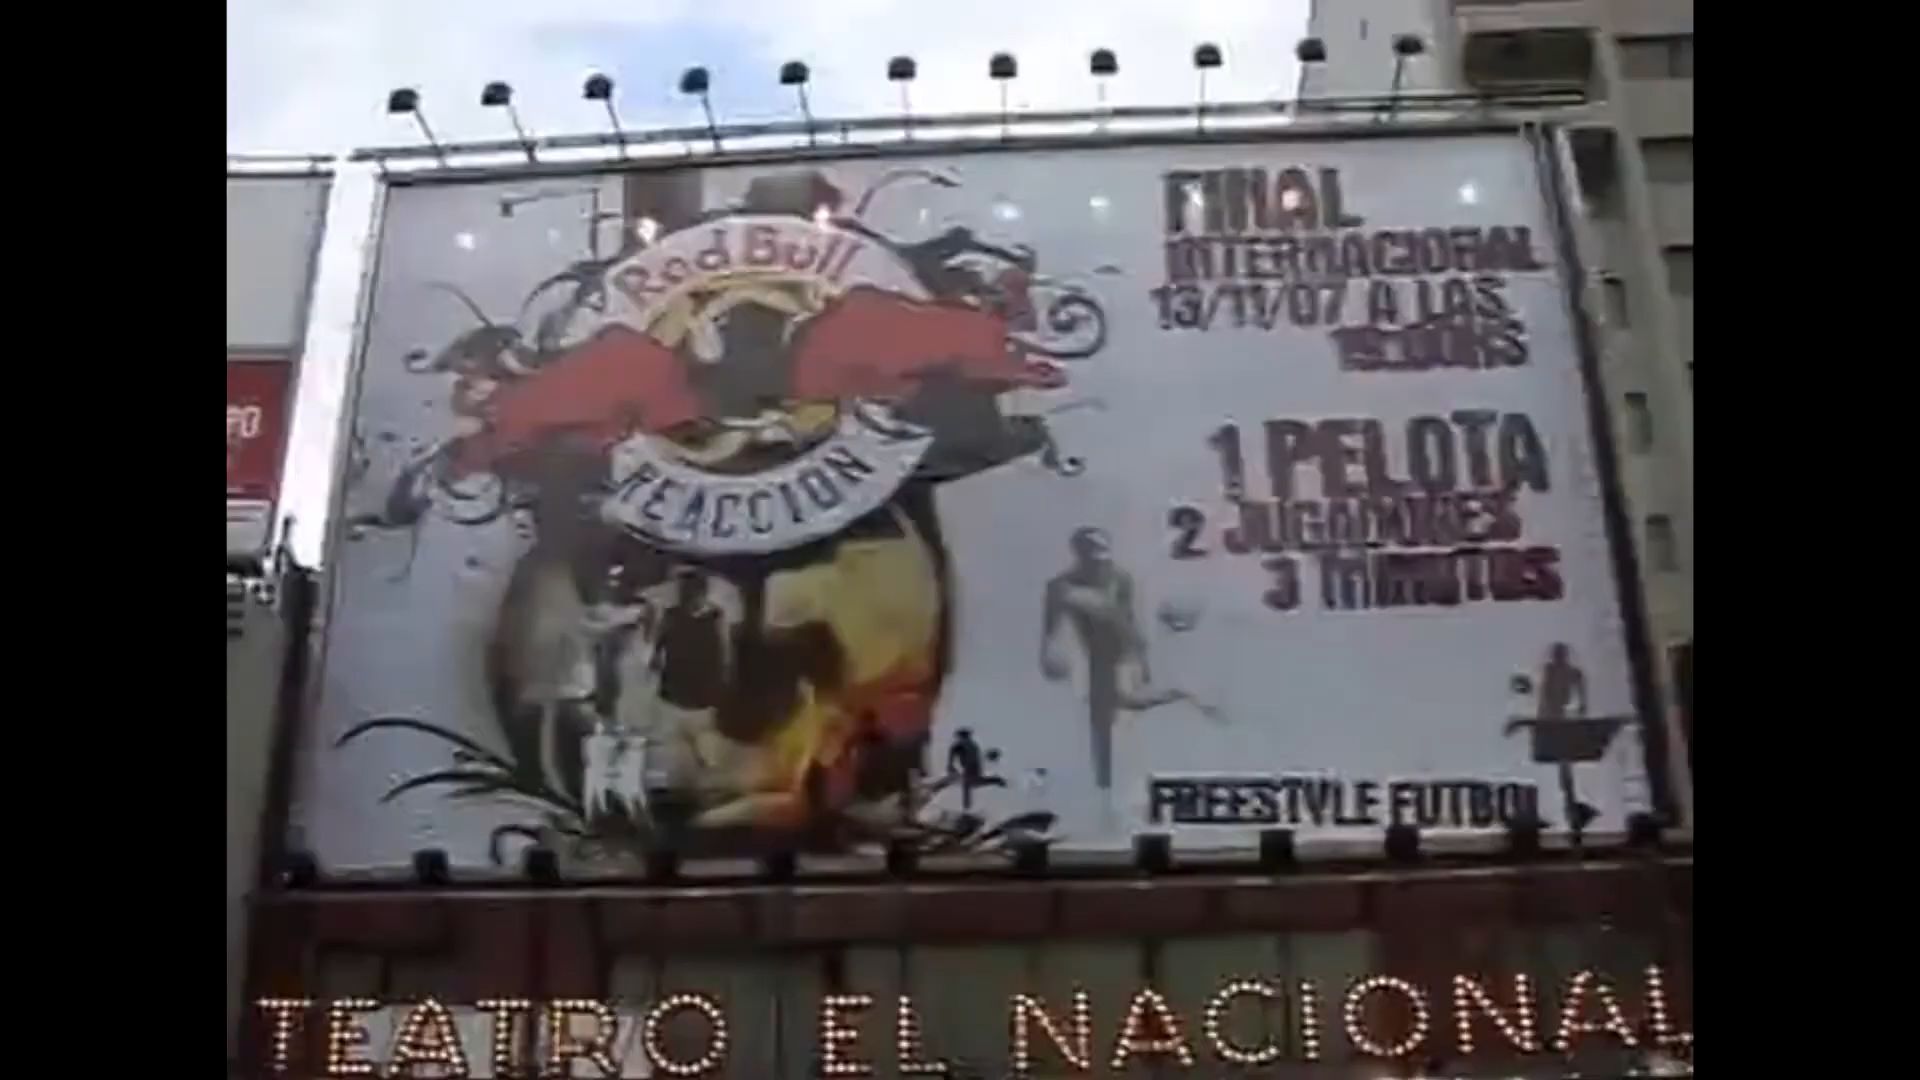 Red Bull
REACCION
FINAL
INTERNACIONAL
13/11/07 A LAS
1 PELOTA
2 JUGADORES
3 MINUTOS
FREESTYLE FUTBOL
TEATRO EL NACIONAL